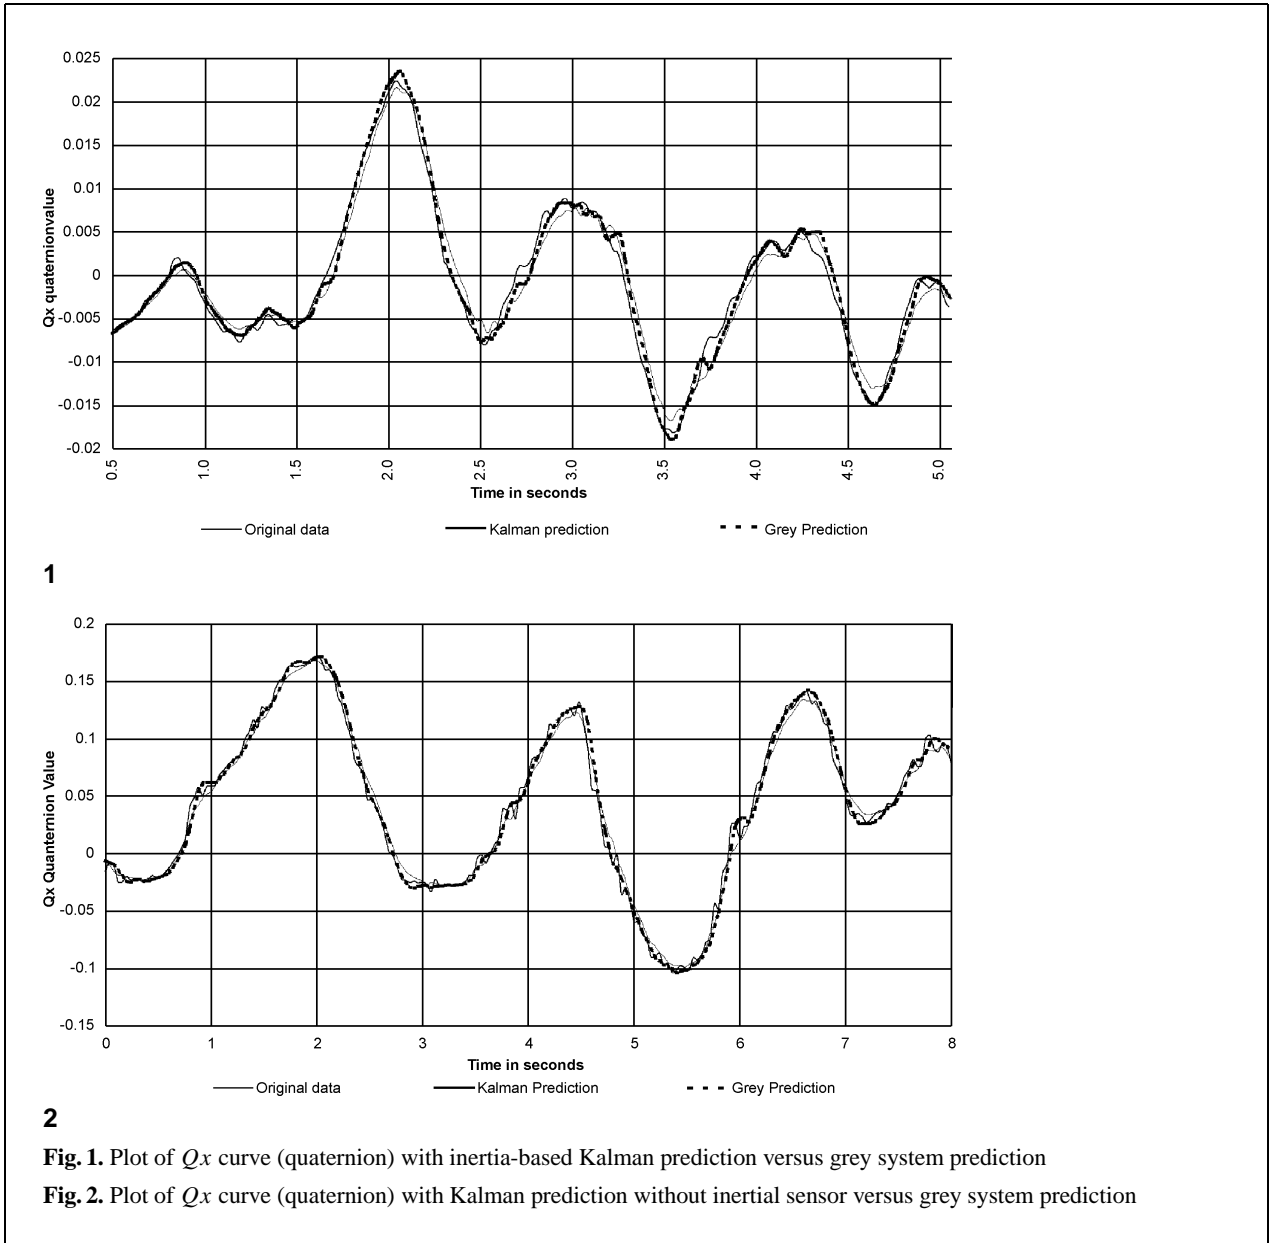 0.025
0.02
0.015
0.01
0.005
0
-0.005
-0.01
-0.015
-0.02
Qx quaternionvalue
0.5 1.0 1.5 2.0 2.5 3.0 3.5 4.0 4.5 5.0
Time in seconds
Original data Kalman prediction Grey Prediction
1
0.2
0.15
0.1
0.05
0
-0.05
-0.1
-0.15
Qx Quanternion Value
0 1 2 3 4 5 6 7 8
Time in seconds
Original data Kalman Prediction Grey Prediction
2
Fig. 1. Plot of Qx curve (quaternion) with inertia-based Kalman prediction versus grey system prediction
Fig. 2. Plot of Qx curve (quaternion) with Kalman prediction without inertial sensor versus grey system prediction